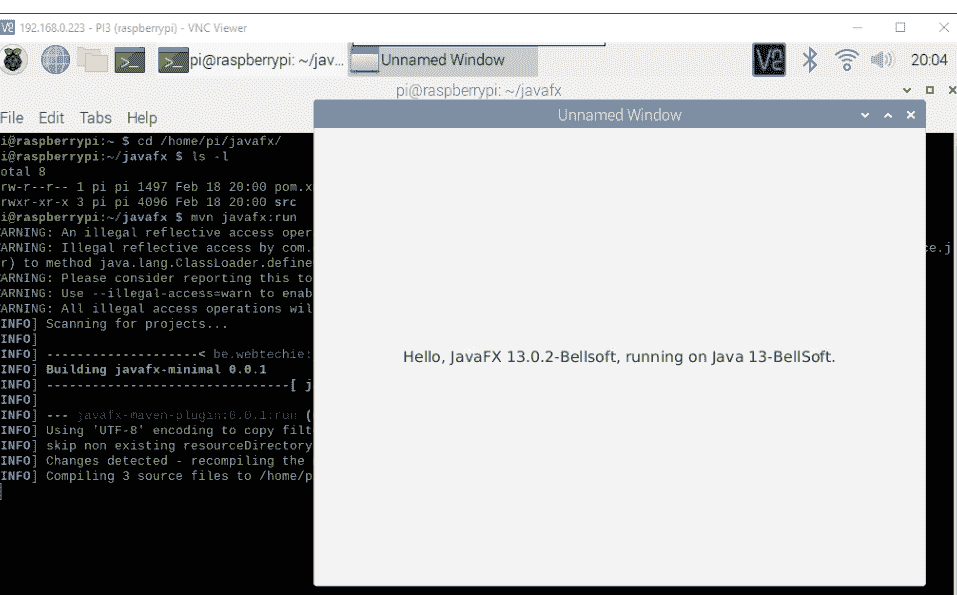 192.168.0.223 - PI3 (raspberrypi) - VNC Viewer
pi@raspberrypi: ~/jav...
Unnamed Window
20:04
pi@raspberrypi: ~/javafx
File Edit Tabs Help
Unnamed Window
i@raspberrypi:~ $ cd /home/pi/javafx/
i@raspberrypi:~/javafx $ ls -l
otal 8
rw-r--r-- 1 pi pi 1497 Feb 18 20:00 pom.x
rwxr-xr-x 3 pi pi 4096 Feb 18 20:00 src
i@raspberrypi:~/javafx $ mvn javafx:run
ARNING: An illegal reflective access oper
ARNING: Illegal reflective access by com. e.j
r) to method java.lang.ClassLoader.define
ARNING: Please consider reporting this to
ARNING: Use --illegal-access=warn to enab
ARNING: All illegal access operations wil
INFO] Scanning for projects...
INFO]
INFO] --------------------< be.webtechie:
INFO] Building javafx-minimal 0.0.1
INFO] --------------------------------[ j
INFO]
INFO] --- javafx-maven-plugin:0.0.1:run (
INFO] Using 'UTF-8' encoding to copy filt
INFO] skip non existing resourceDirectory
INFO] Changes detected - recompiling the
INFO] Compiling 3 source files to /home/p
Hello, JavaFX 13.0.2-Bellsoft, running on Java 13-BellSoft.